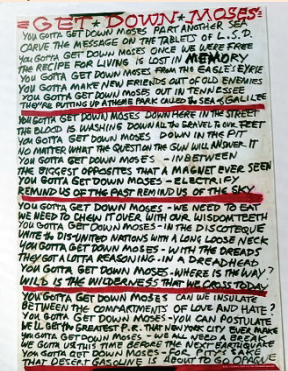 =GET★DOWN★MOSES=
YOU GOTTA GET DOWN MOSES PART ANOTHER SEA
CARVE THE MESSAGE ON THE TABLETS OF L.S.D.
YOU GOTTA GET DOWN MOSES ONCE WE WERE FREE
THE RECIPE FOR LIVING IS LOST IN MEMORY
YOU GOTTA GET DOWN MOSES FROM THE EAGLE EYRIE
YOU GOTTA MAKE NEW FRIENDS OUT OF OLD ENEMIES
YOU GOTTA GET DOWN MOSES OUT IN TENNESSEE
THEY'RE PUTTING UP A THEME PARK CALLED THE SEA OF GALILEE
YOU GOTTA GET DOWN MOSES DOWN HERE IN THE STREET
THE BLOOD IS WASHING DOWN ALL THE GRAVEL TO OUR FEET
YOU GOTTA GET DOWN MOSES DOWN IN THE PIT
NO MATTER WHAT THE QUESTION THE GUN WILL ANSWER IT
YOU GOTTA GET DOWN MOSES - INBETWEEN
THE BIGGEST OPPOSITES THAT A MAGNET EVER SEEN
YOU GOTTA GET DOWN MOSES - ELECTRIFY
REMIND US OF THE PAST REMIND US OF THE SKY
YOU GOTTA GET DOWN MOSES - WE NEED TO EAT
WE NEED TO CHEW IT OVER WITH OUR WISDOM TEETH
YOU GOTTA GET DOWN MOSES - IN THE DISCOTEQUE
WRITE DIS-UNITED NATIONS WITH A LONG LOOSE NECK
YOU GOTTA GET DOWN MOSES - WITH THE DREADS
THEY GOT A LOTTA REASONING - IN A DREADHEAD
YOU GOTTA GET DOWN MOSES - WHERE IS THE WAY?
WILD IS THE WILDERNESS THAT WE CROSS TODAY
YOU GOTTA GET DOWN MOSES CAN WE INSULATE
BETWEEN THE COMPARTMENTS OF LOVE AND HATE?
YOU GOTTA GET DOWN MOSES - YOU CAN POSTULATE
WE'LL GET THE GREATEST P.R. THAT NEW YORK CITY EVER MAKE
YOU GOTTA GET DOWN MOSES - WE ALL NEED A BREAK
WE GOTTA US THIS TIME BEFORE THE NEXT EARTHQUAKE
YOU GOTTA GET DOWN MOSES - FOR PITY'S SAKE
THAT DESERT GASOLINE IS ABOUT TO GO OPAQUE